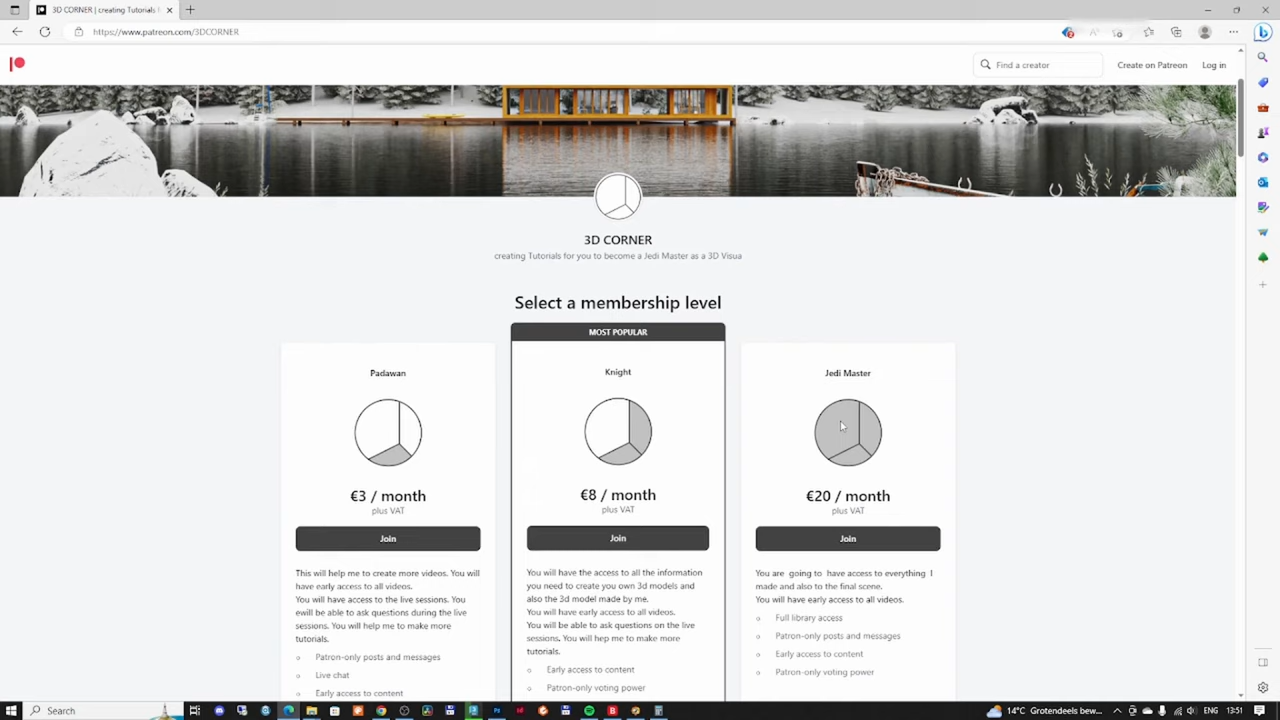 3D CORNER | creating Tutorials f
https://www.patreon.com/3DCORNER
Find a creator
Create on Patreon
Log in
3D CORNER
creating Tutorials for you to become a Jedi Master as a 3D Visua
Select a membership level
MOST POPULAR
Padawan
€3 / month
plus VAT
Join
This will help me to create more videos. You will
have early access to all videos.
You will have access to the live sessions. You
ewill be able to ask questions during the live
sessions. You will help me to make more
tutorials.
Patron-only posts and messages
Live chat
Early access to content
Knight
€8 / month
plus VAT
Join
You will have the access to all the information
you need to create you own 3d models and
also the 3d model made by me.
You will have early access to all videos.
You will be able to ask questions on the live
sessions. You will hep me to make more
tutorials.
Early access to content
Patron-only voting power
Jedi Master
€20 / month
plus VAT
Join
You are going to have access to everything I
made and also to the final scene.
You will have early access to all videos.
Full library access
Patron-only posts and messages
Early access to content
Patron-only voting power
Search
14°C Grotendeels bew...
ENG
13:51